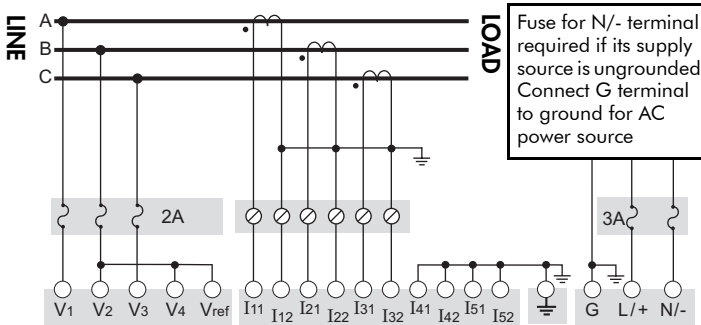 LINE
A
B
C
LOAD
Fuse for N/- terminal
required if its supply
source is ungrounded
Connect G terminal
to ground for AC
power source
2A
3A
V1 V2 V3 V4 Vref I11 I12 I21 I22 I31 I32 I41 I42 I51 I52 G L/+ N/-